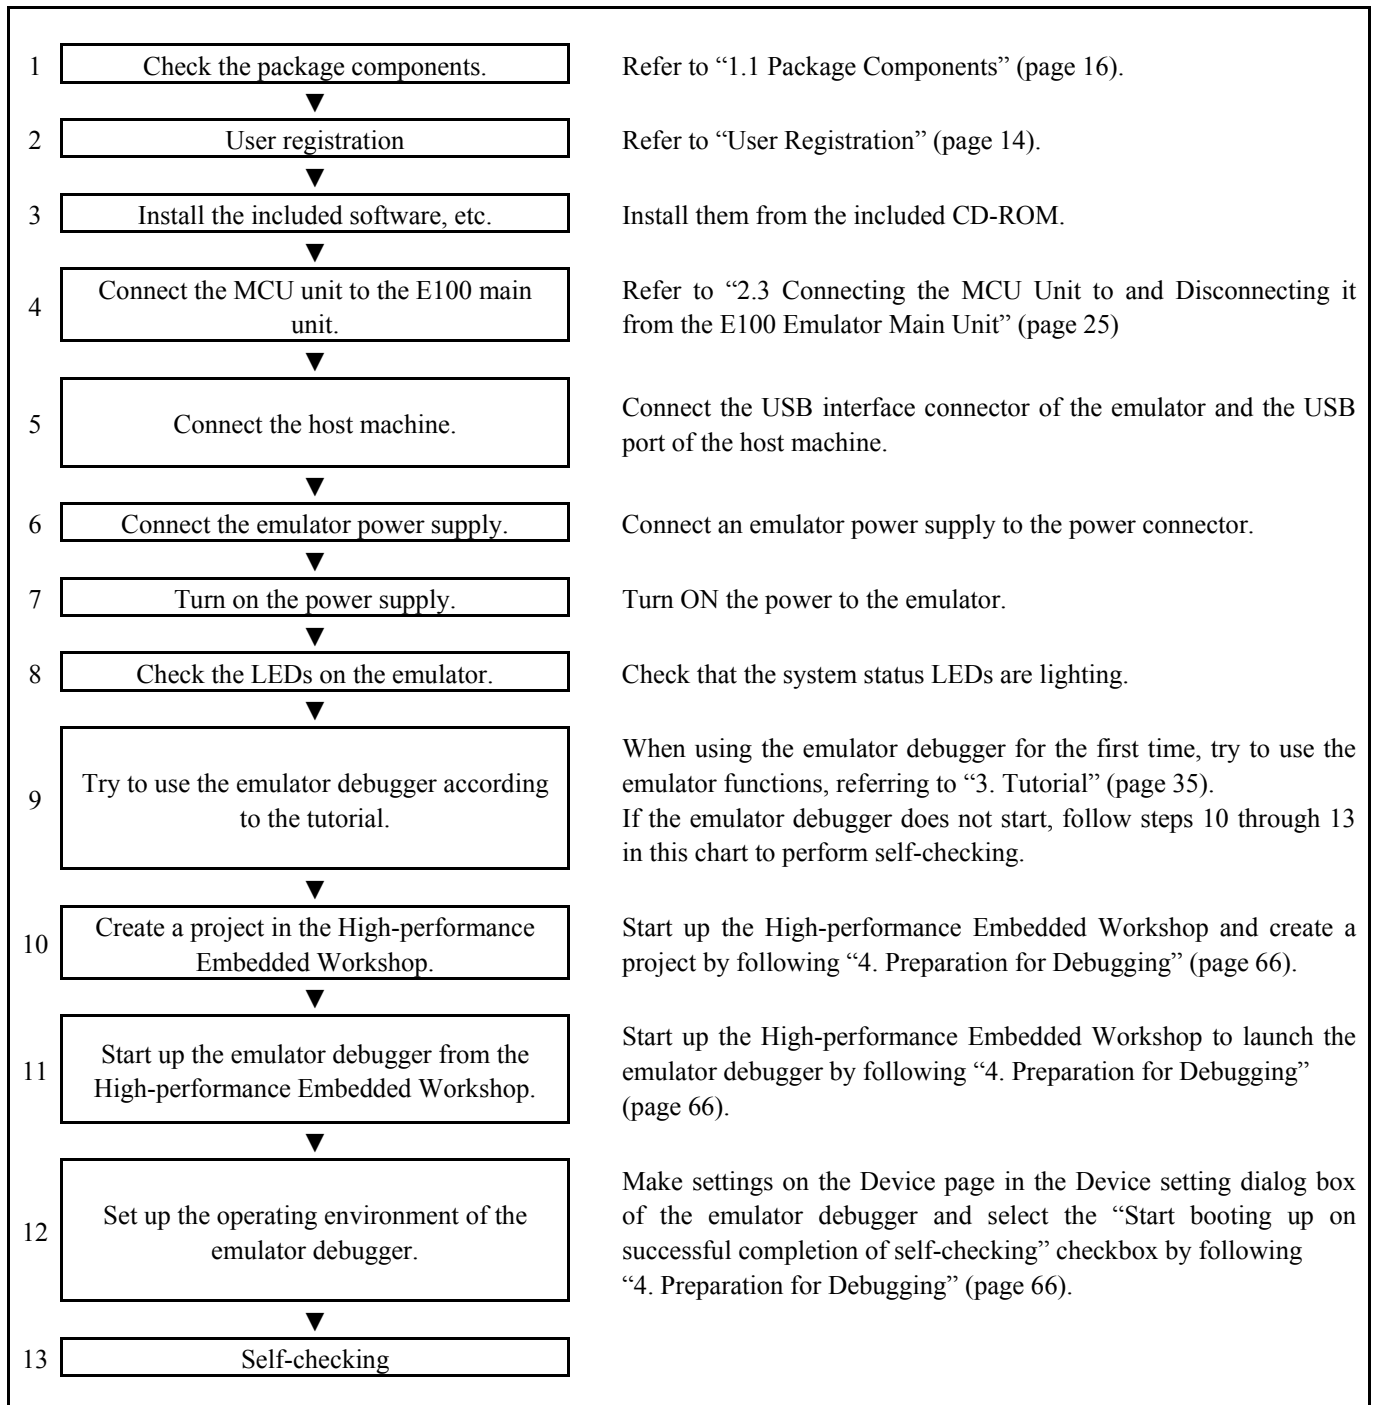 1 Check the package components. Refer to “1.1 Package Components” (page 16).
▼
2 User registration Refer to “User Registration” (page 14).
▼
3 Install the included software, etc. Install them from the included CD-ROM.
▼
4 Connect the MCU unit to the E100 main
unit.
Refer to “2.3 Connecting the MCU Unit to and Disconnecting it
from the E100 Emulator Main Unit” (page 25)
▼
5 Connect the host machine.
Connect the USB interface connector of the emulator and the USB
port of the host machine.
▼
6 Connect the emulator power supply. Connect an emulator power supply to the power connector.
▼
7 Turn on the power supply. Turn ON the power to the emulator.
▼
8 Check the LEDs on the emulator. Check that the system status LEDs are lighting.
▼
9 Try to use the emulator debugger according
to the tutorial.
When using the emulator debugger for the first time, try to use the
emulator functions, referring to “3. Tutorial” (page 35).
If the emulator debugger does not start, follow steps 10 through 13
in this chart to perform self-checking.
▼
10 Create a project in the High-performance
Embedded Workshop.
Start up the High-performance Embedded Workshop and create a
project by following “4. Preparation for Debugging” (page 66).
▼
11 Start up the emulator debugger from the
High-performance Embedded Workshop.
Start up the High-performance Embedded Workshop to launch the
emulator debugger by following “4. Preparation for Debugging”
(page 66).
▼
12 Set up the operating environment of the
emulator debugger.
Make settings on the Device page in the Device setting dialog box
of the emulator debugger and select the “Start booting up on
successful completion of self-checking” checkbox by following
“4. Preparation for Debugging” (page 66).
▼
13 Self-checking